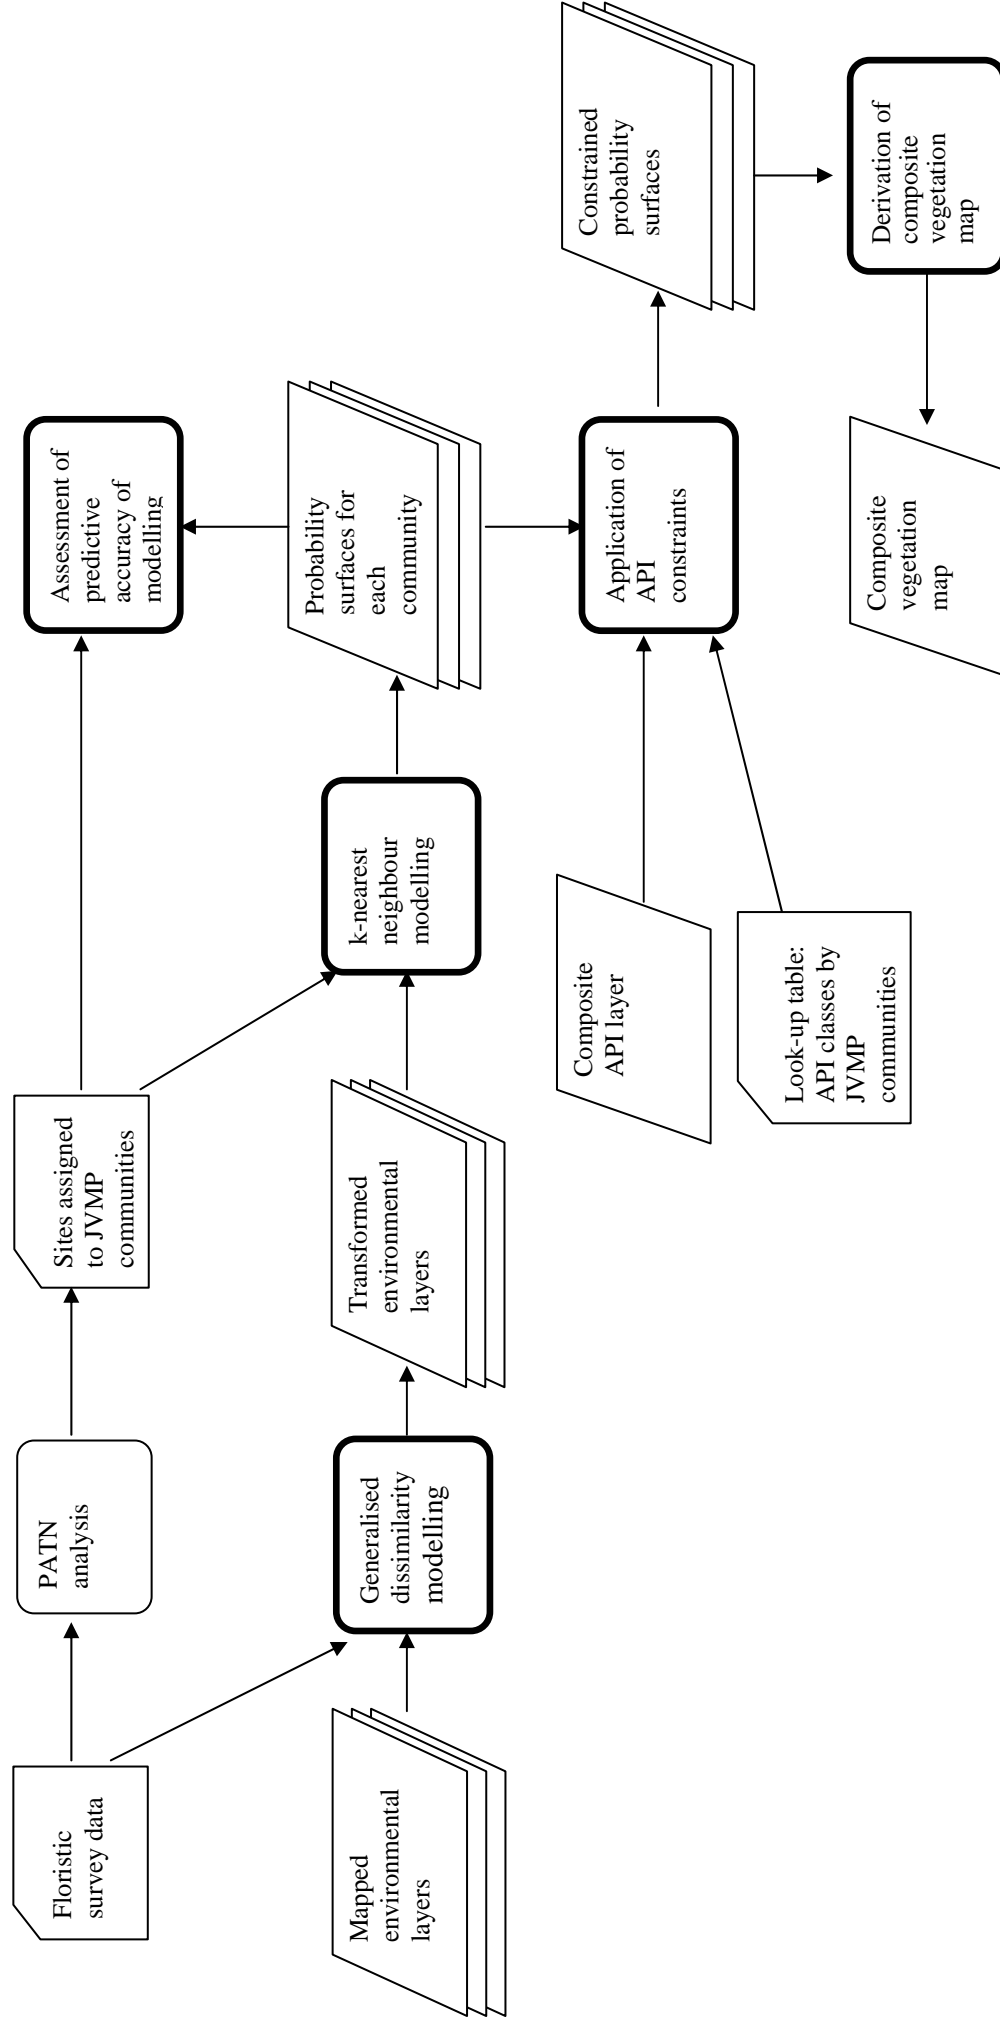 Floristic
survey data
PATN
analysis
Sites assigned
to JVMP
communities
Assessment of
predictive
accuracy of
modelling
Mapped
environmental
layers
Generalised
dissimilarity
modelling
Transformed
environmental
layers
k-nearest
neighbour
modelling
Probability
surfaces for
each
community
Composite
API layer
Look-up table:
API classes by
JVMP
communities
Application of
API
constraints
Constrained
probability
surfaces
Derivation of
composite
vegetation
map
Composite
vegetation
map